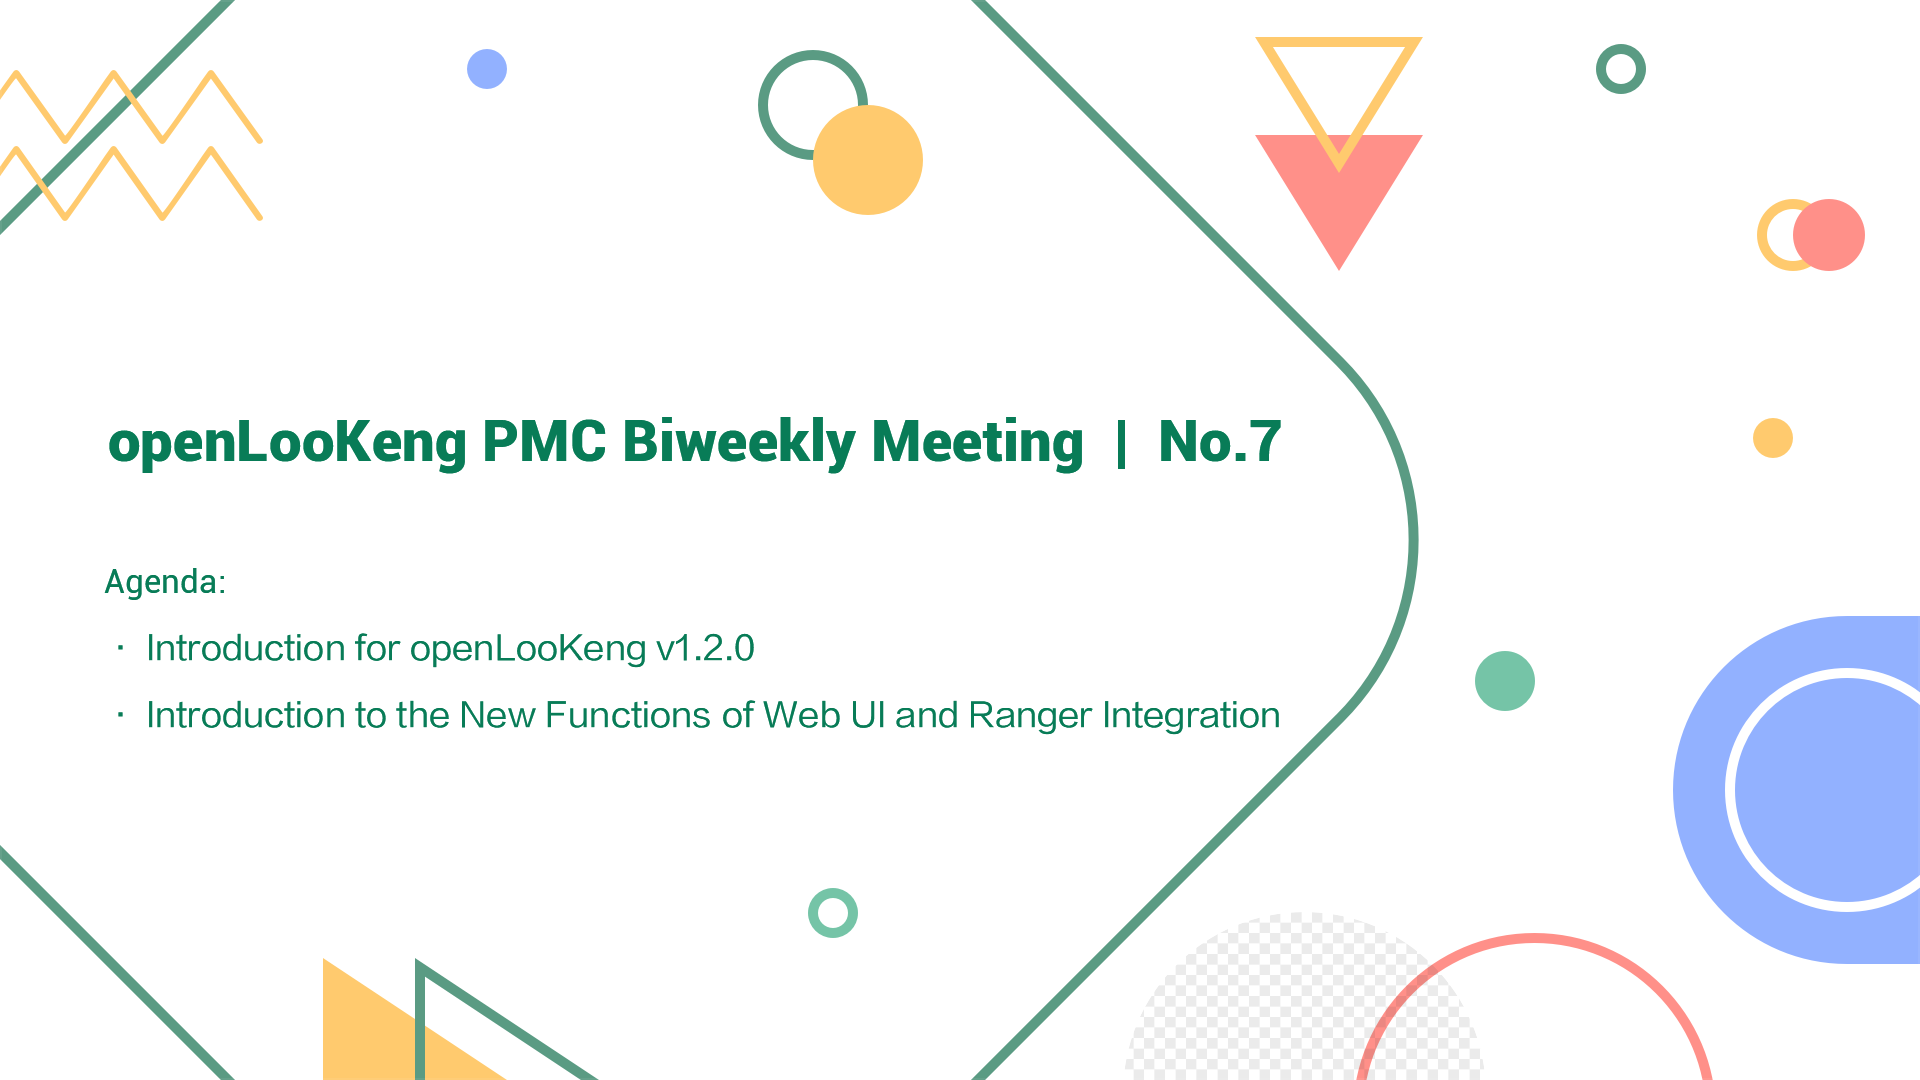 openLooKeng PMC Biweekly Meeting | No.7
Agenda:
· Introduction for openLooKeng v1.2.0
· Introduction to the New Functions of Web UI and Ranger Integration